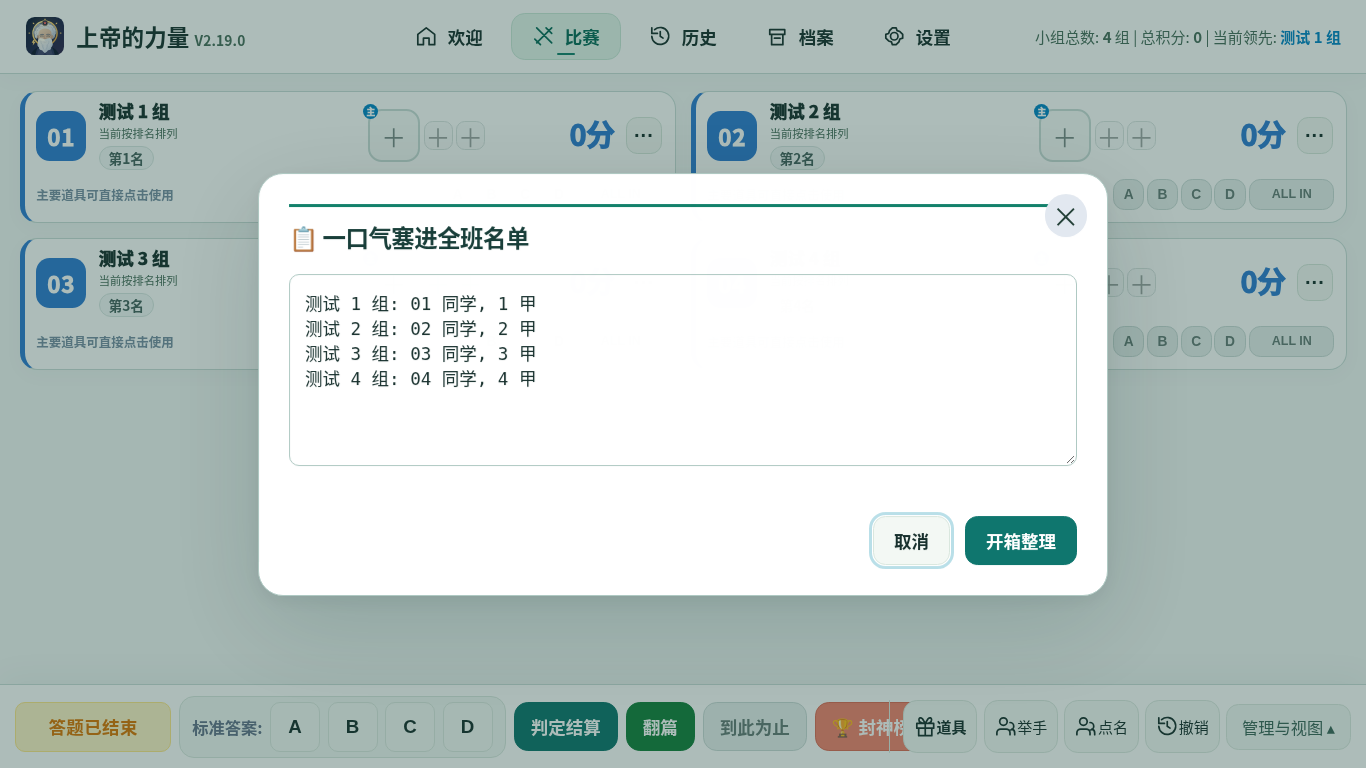 上帝的力量 V2.19.0
欢迎
比赛
历史
档案
设置
小组总数: 4 组 | 总积分: 0 | 当前领先: 测试 1 组
01
测试 1 组
当前按排名排列
第1名
主
0分
主要道具可直接点击使用
02
测试 2 组
当前按排名排列
第2名
主
0分
A
B
C
D
ALL IN
03
测试 3 组
当前按排名排列
第3名
主要道具可直接点击使用
0分
A
B
C
D
ALL IN
📋 一口气塞进全班名单
测试 1 组: 01 同学, 1 甲
测试 2 组: 02 同学, 2 甲
测试 3 组: 03 同学, 3 甲
测试 4 组: 04 同学, 4 甲
取消
开箱整理
答题已结束
标准答案:
A
B
C
D
判定结算
翻篇
到此为止
🏆 封神榜
道具
举手
点名
撤销
管理与视图 ▴